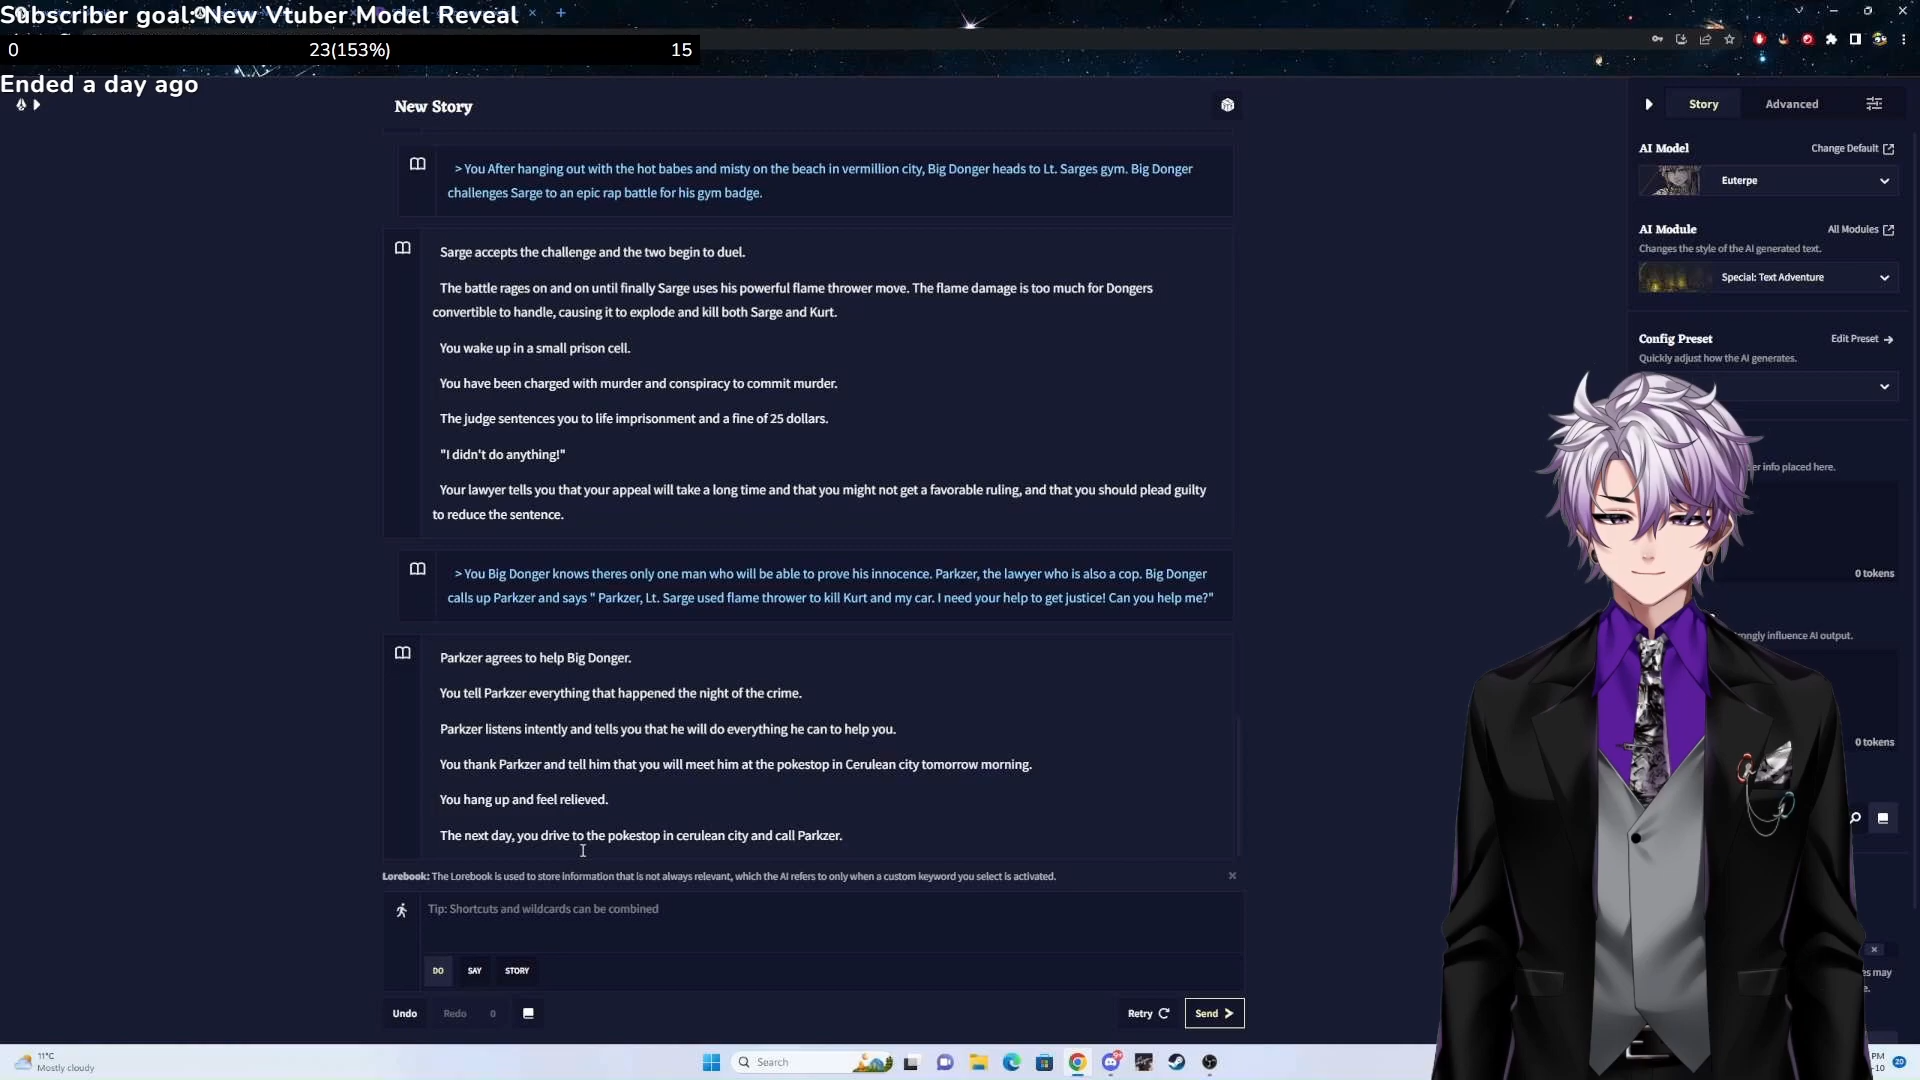 Subscriber goal: New Vtuber Model Reveal
0 23(153%) 15
Ended a day ago
New Story
> You After hanging out with the hot babes and misty on the beach in vermillion city, Big Donger heads to Lt. Sarges gym. Big Donger
challenges Sarge to an epic rap battle for his gym badge.
Sarge accepts the challenge and the two begin to duel.
The battle rages on and on until finally Sarge uses his powerful flame thrower move. The flame damage is too much for Dongers
convertible to handle, causing it to explode and kill both Sarge and Kurt.
You wake up in a small prison cell.
You have been charged with murder and conspiracy to commit murder.
The judge sentences you to life imprisonment and a fine of 25 dollars.
"I didn't do anything!"
Your lawyer tells you that your appeal will take a long time and that you might not get a favorable ruling, and that you should plead guilty
to reduce the sentence.
> You Big Donger knows theres only one man who will be able to prove his innocence. Parkzer, the lawyer who is also a cop. Big Donger
calls up Parkzer and says " Parkzer, Lt. Sarge used flame thrower to kill Kurt and my car. I need your help to get justice! Can you help me?"
Parkzer agrees to help Big Donger.
You tell Parkzer everything that happened the night of the crime.
Parkzer listens intently and tells you that he will do everything he can to help you.
You thank Parkzer and tell him that you will meet him at the pokestop in Cerulean city tomorrow morning.
You hang up and feel relieved.
The next day, you drive to the pokestop in cerulean city and call Parkzer.
Lorebook: The Lorebook is used to store information that is not always relevant, which the AI refers to only when a custom keyword you select is activated.
Tip: Shortcuts and wildcards can be combined
DO SAY STORY
Undo Redo 0 Retry Send
Story Advanced
AI Model Change Default
Euterpe
AI Module All Modules
Changes the style of the AI generated text.
Special: Text Adventure
Config Preset Edit Preset
Quickly adjust how the AI generates.
info placed here.
0 tokens
influence AI output.
0 tokens
may
11°C
Mostly cloudy
Search
PM
-10
20